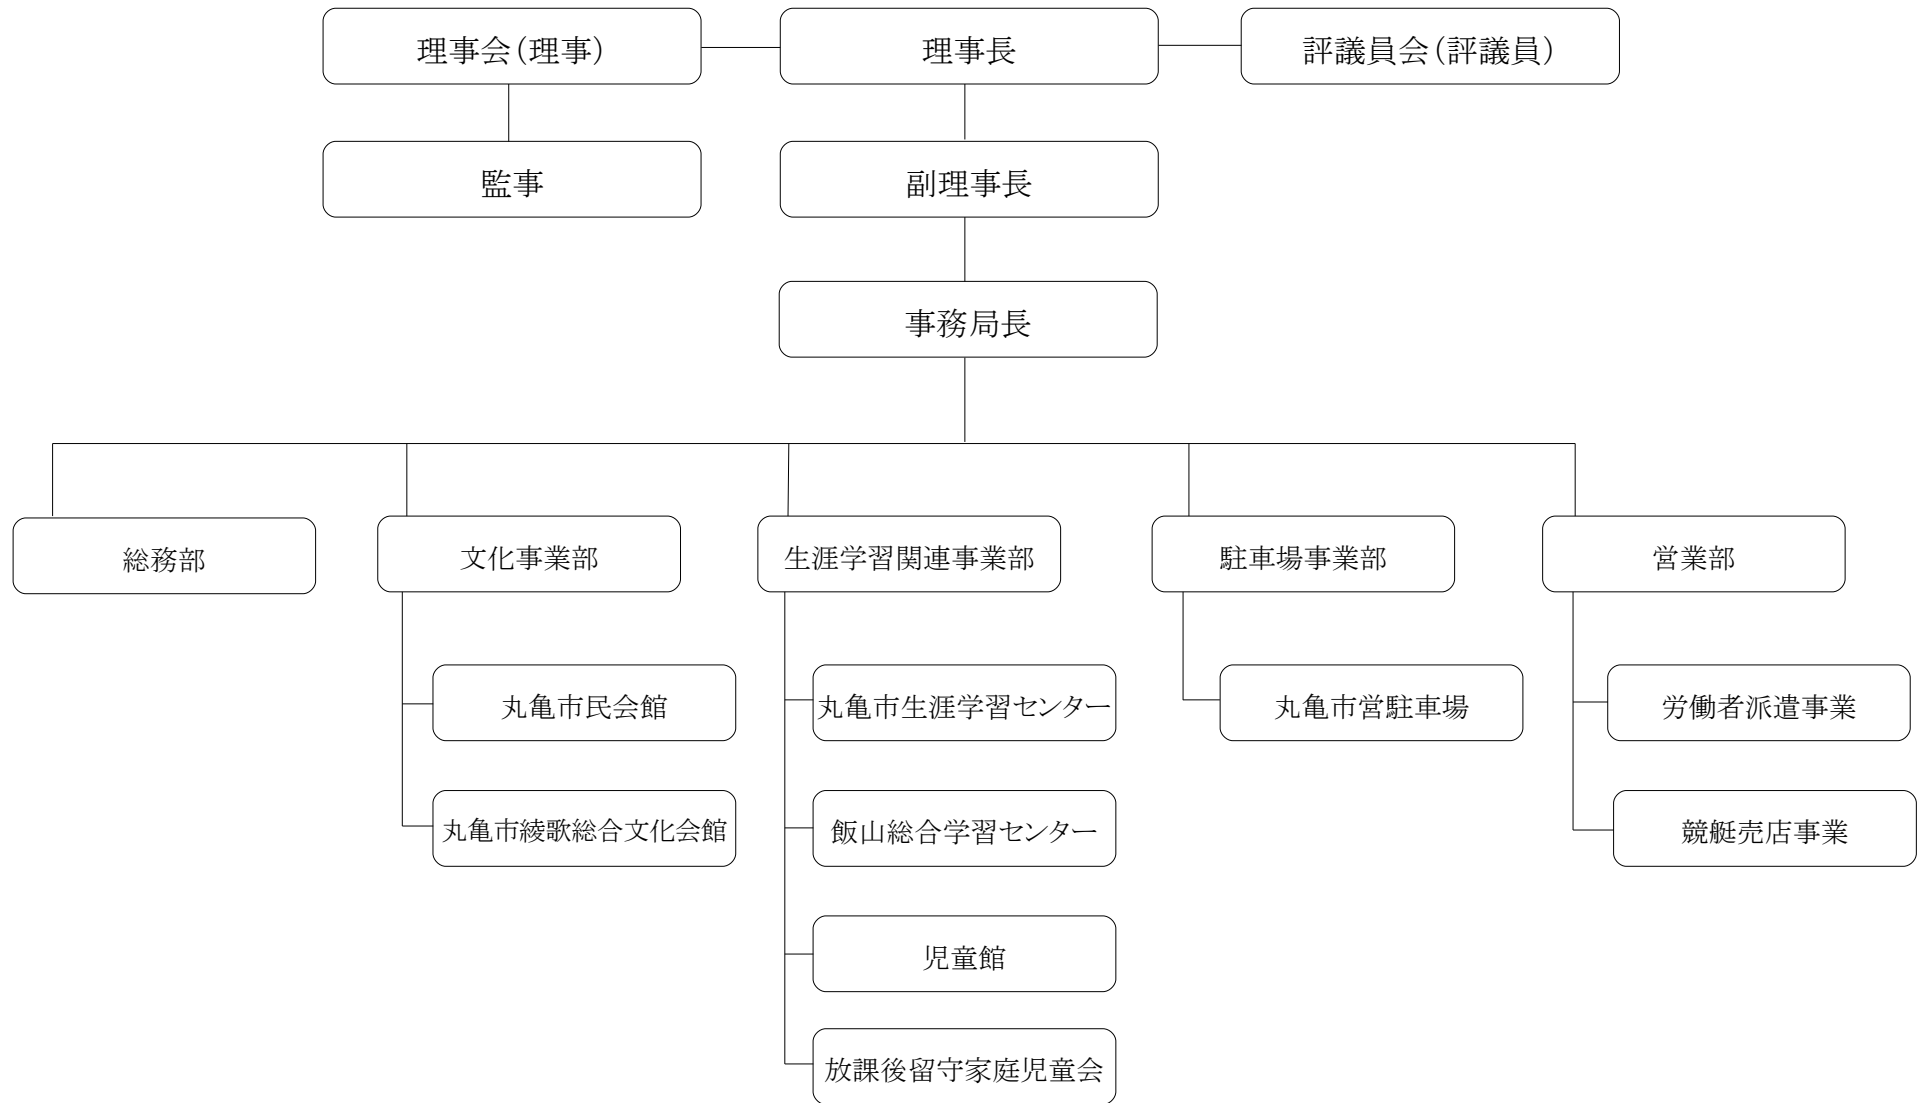 理事会(理事)
理事長
評議員会(評議員)
監事
副理事長
事務局長
総務部
文化事業部
生涯学習関連事業部
駐車場事業部
営業部
丸亀市民会館
丸亀市生涯学習センター
丸亀市営駐車場
労働者派遣事業
丸亀市綾歌総合文化会館
飯山総合学習センター
競艇売店事業
児童館
放課後留守家庭児童会